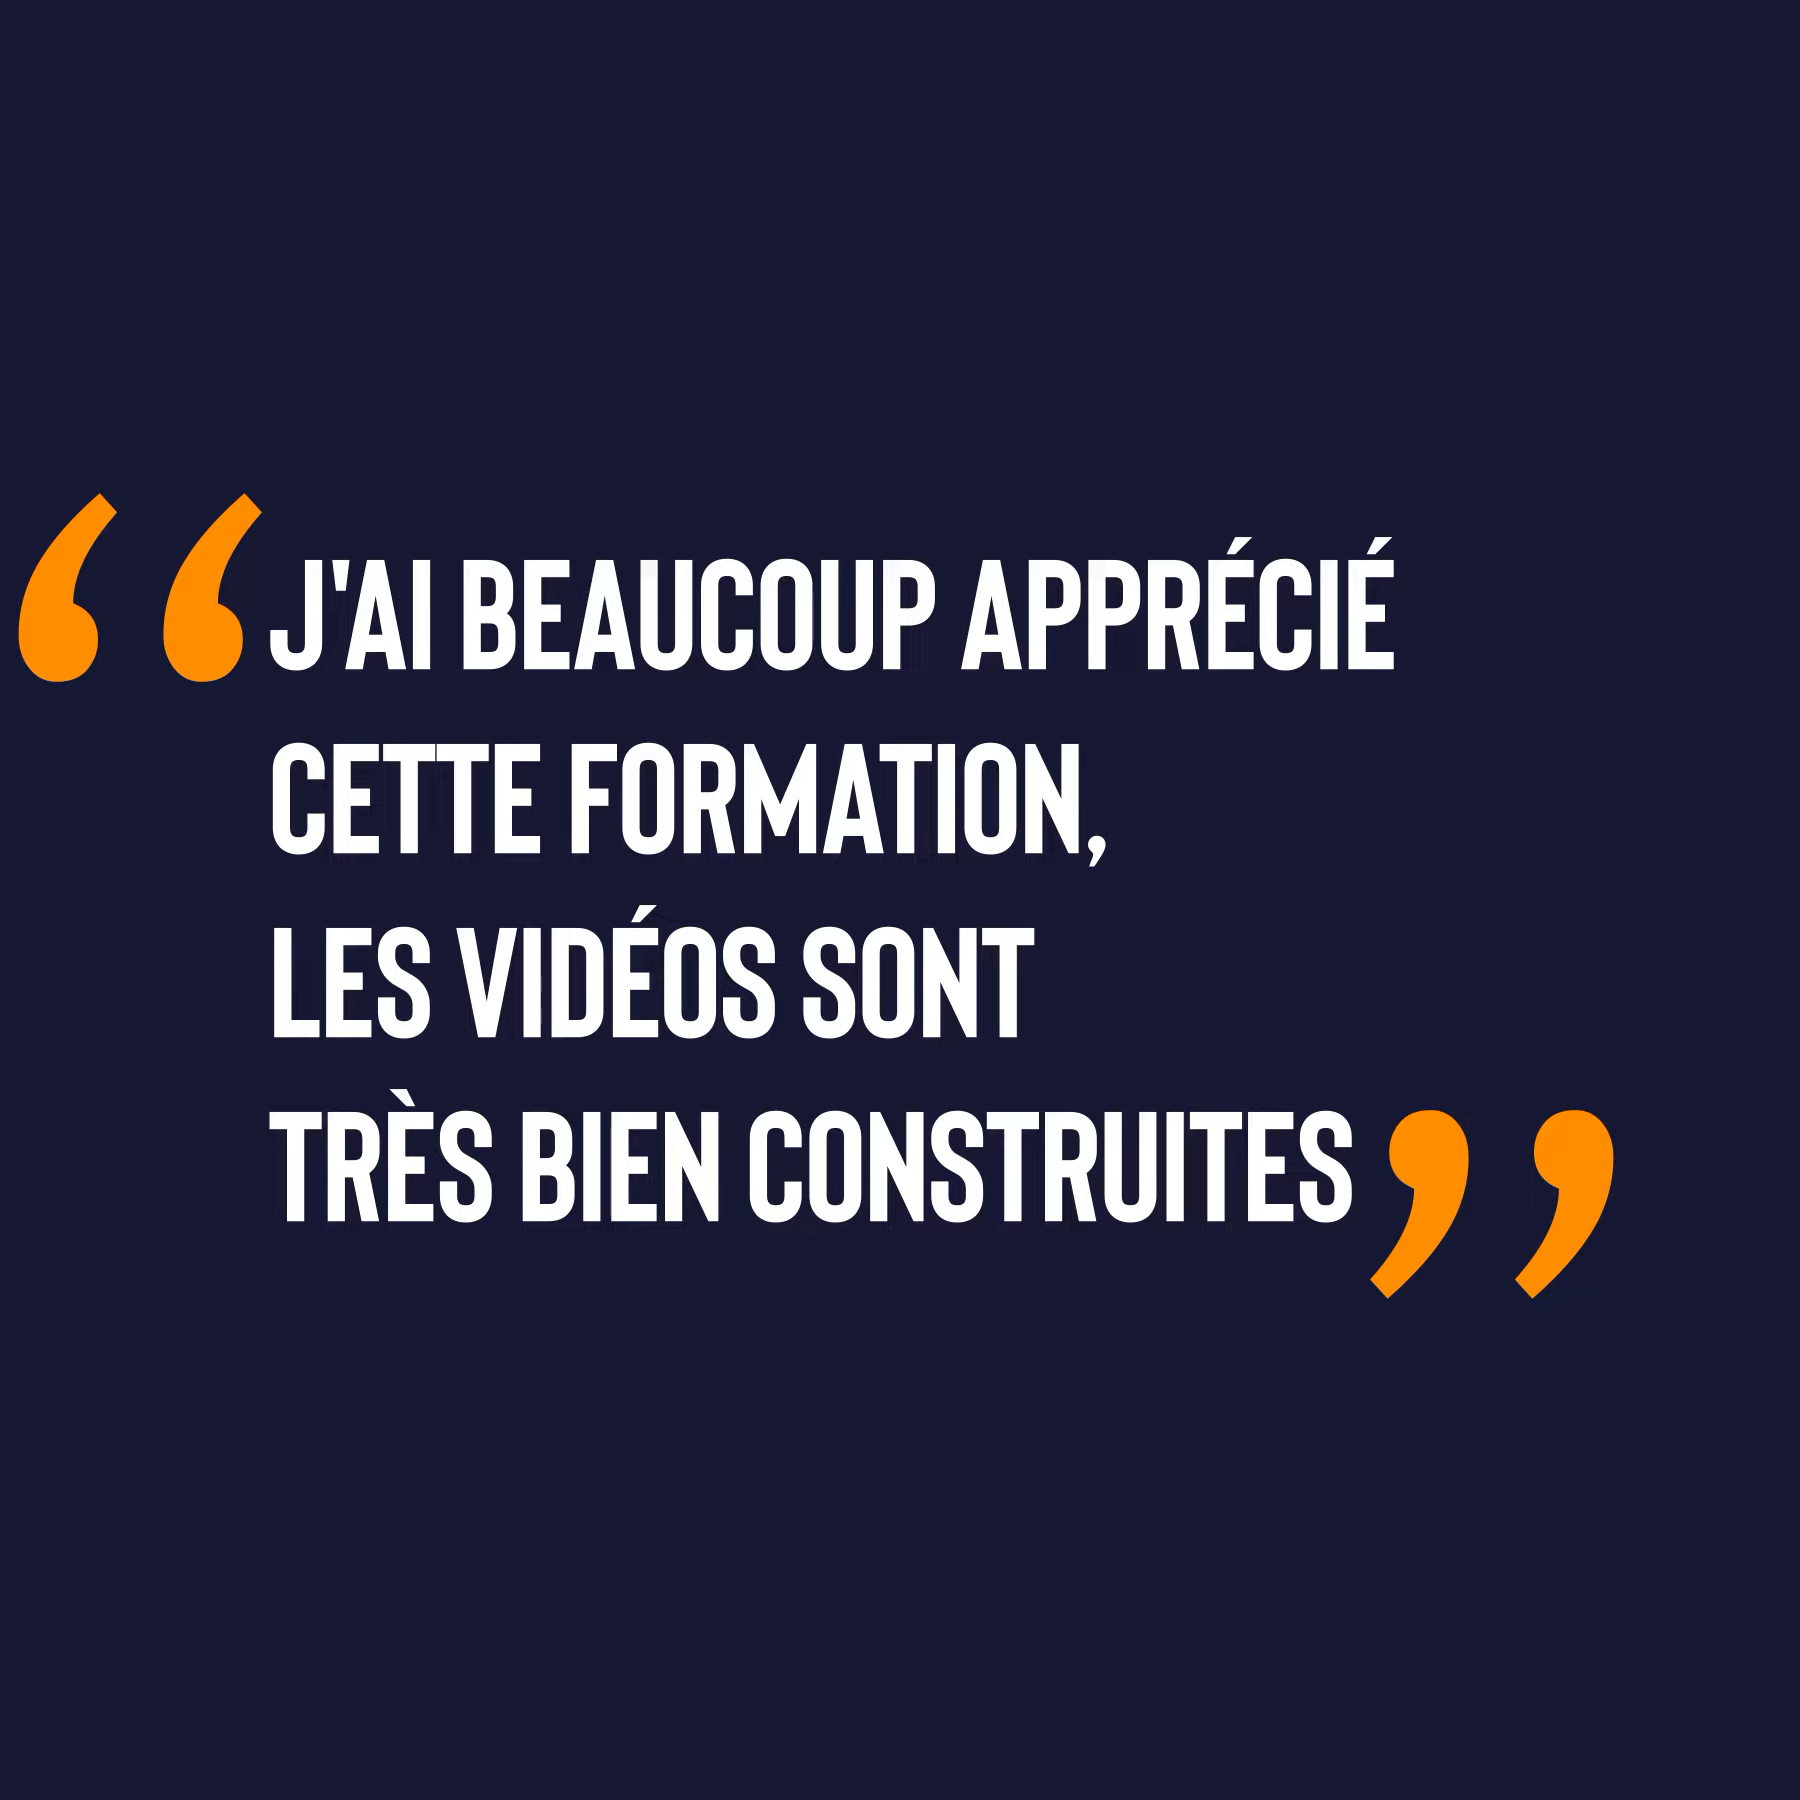 “J'AI BEAUCOUP APPRÉCIÉ
CETTE FORMATION,
LES VIDÉOS SONT
TRÈS BIEN CONSTRUITES”